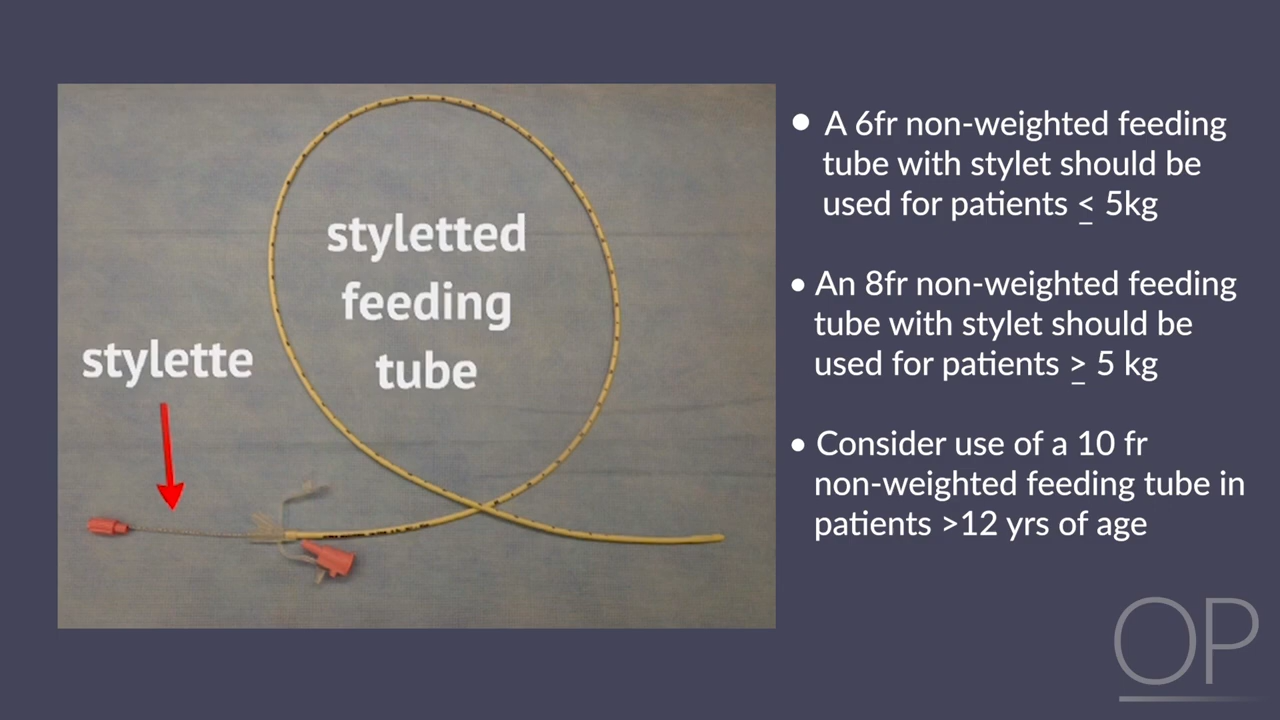 styletted
feeding
tube
stylette
• A 6fr non-weighted feeding
tube with stylet should be
used for patients ≤ 5kg
• An 8fr non-weighted feeding
tube with stylet should be
used for patients ≥ 5 kg
• Consider use of a 10 fr
non-weighted feeding tube in
patients >12 yrs of age
OP